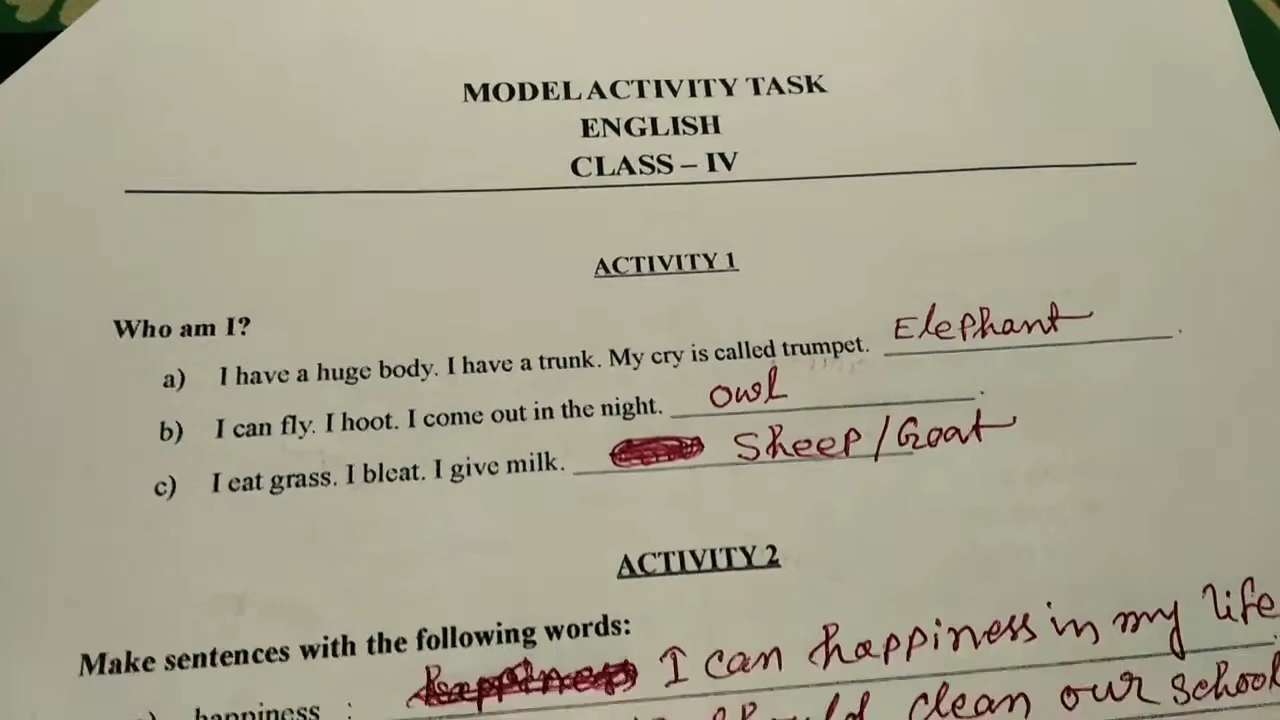 MODEL ACTIVITY TASK
ENGLISH
CLASS – IV
ACTIVITY 1
Who am I?
a) I have a huge body. I have a trunk. My cry is called trumpet. Elephant
b) I can fly. I hoot. I come out in the night. Owl
c) I eat grass. I bleat. I give milk. Sheep/Goat
ACTIVITY 2
Make sentences with the following words:
happiness : I can happiness in my life
clean our school